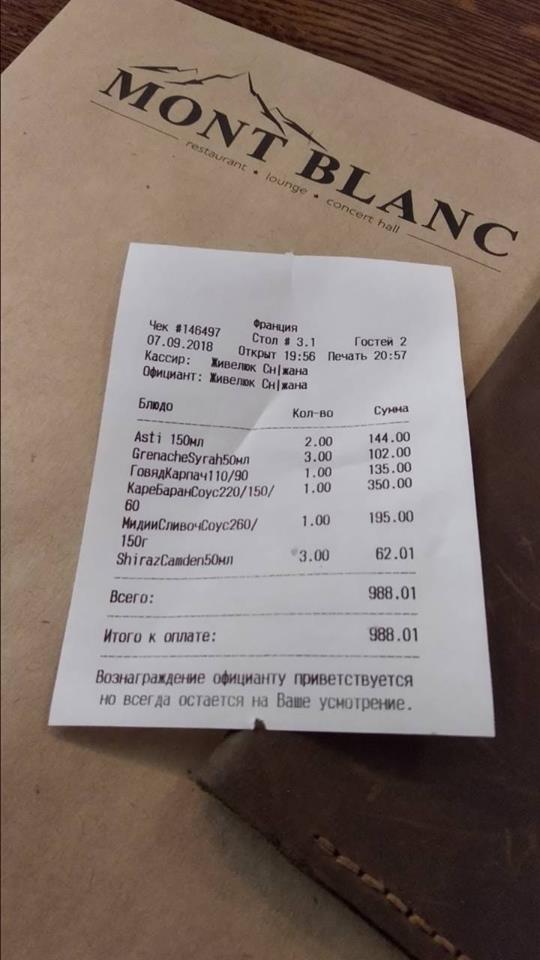 MONT BLANC
restaurant • lounge • concert hall
Франция
Чек #146497 Стол # 3.1 Гостей 2
07.09.2018 Открыт 19:56 Печать 20:57
Кассир: Живелюк Сн|жана
Официант: Живелюк Сн|жана
Блюдо Кол-во Сумма
Asti 150мл 2.00 144.00
GrenacheSyrah50мл 3.00 102.00
ГовядКарпач110/90 1.00 135.00
КареБаранСоус220/150/ 1.00 350.00
60
МидииСливочСоус260/ 1.00 195.00
150г
ShirazCamden50мл 3.00 62.01
Всего: 988.01
Итого к оплате: 988.01
Вознаграждение официанту приветствуется
но всегда остается на Ваше усмотрение.